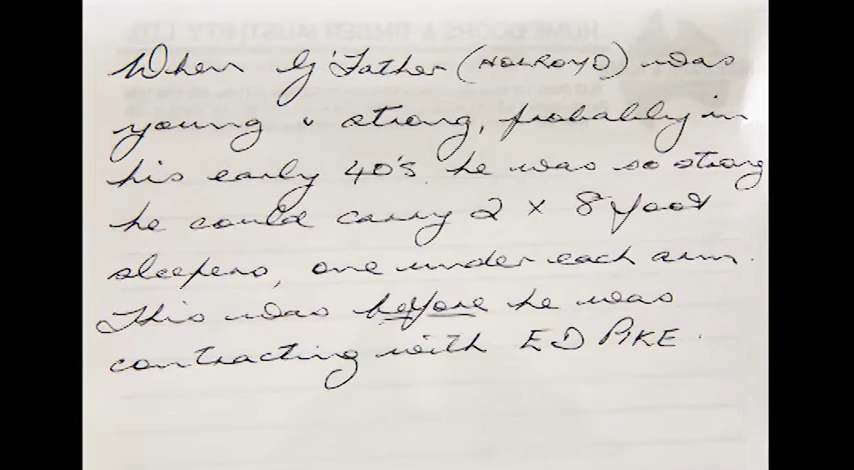 When G'Father (HOLROYD) was
young & strong, probably in
his early 40's he was so strong
he could carry 2 x 8 foot
sleepers, one under each arm.
This was before he was
contracting with ED PIKE.